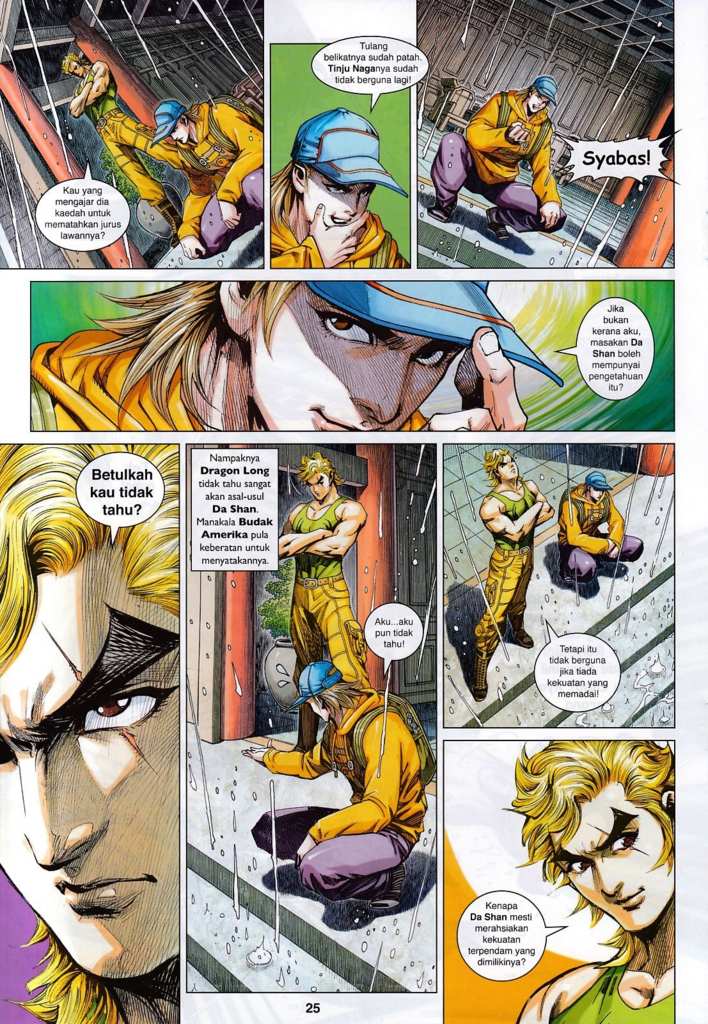 Kau yang
mengajar dia
kaedah untuk
mematahkan jurus
lawannya?
Tulang
belikatnya sudah patah.
Tinju Naganya sudah
tidak berguna lagi!
Syabas!
Jika
bukan
kerana aku,
masakan Da
Shan boleh
mempunyai
pengetahuan
itu?
Betulkah
kau tidak
tahu?
Nampaknya
Dragon Long
tidak tahu sangat
akan asal-usul
Da Shan.
Manakala Budak
Amerika pula
keberatan untuk
menyatakannya.
Aku...aku
pun tidak
tahu!
Tetapi itu
tidak berguna
jika tiada
kekuatan yang
memadai!
Kenapa
Da Shan mesti
merahsiakan
kekuatan
terpendam yang
dimilikinya?
25